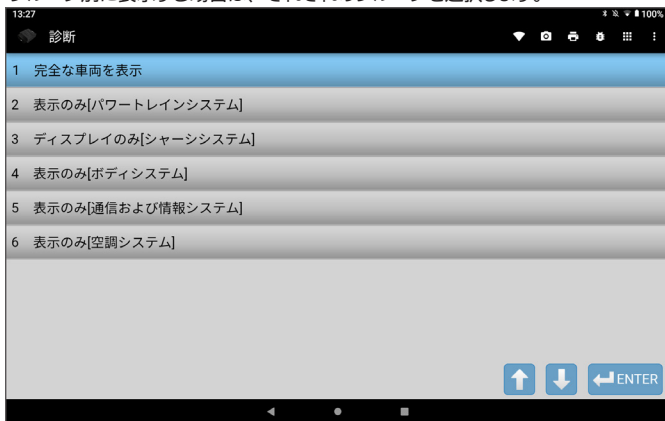 13:27
100%
診断
1 完全な車両を表示
2 表示のみ[パワートレインシステム]
3 ディスプレイのみ[シャーシシステム]
4 表示のみ[ボディシステム]
5 表示のみ[通信および情報システム]
6 表示のみ[空調システム]
ENTER